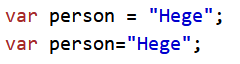 var person = "Hege";
var person="Hege";